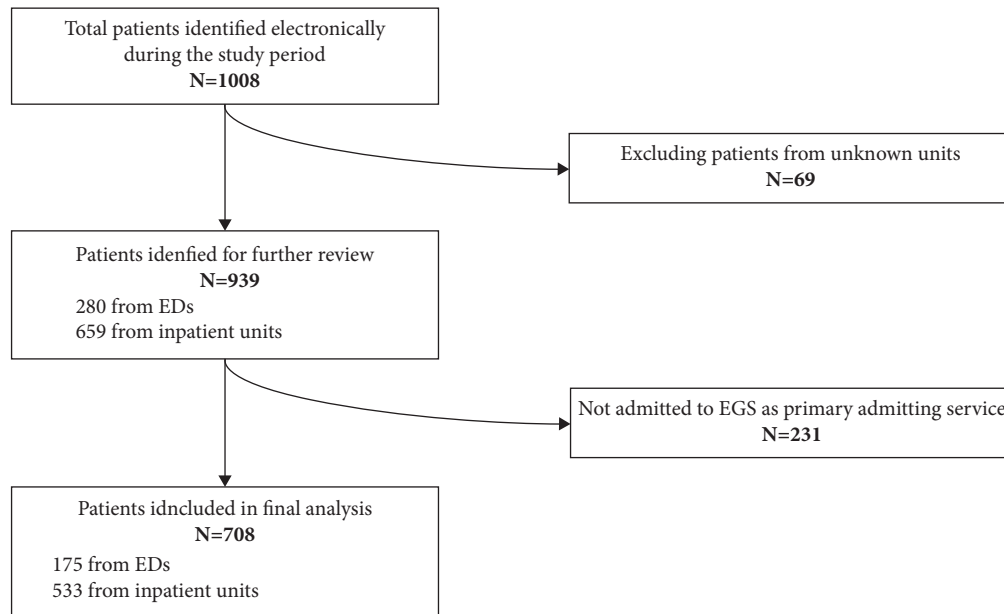 Total patients identified electronically
during the study period
N=1008
Excluding patients from unknown units
N=69
Patients idenfied for further review
N=939
280 from EDs
659 from inpatient units
Not admitted to EGS as primary admitting service
N=231
Patients idncluded in final analysis
N=708
175 from EDs
533 from inpatient units